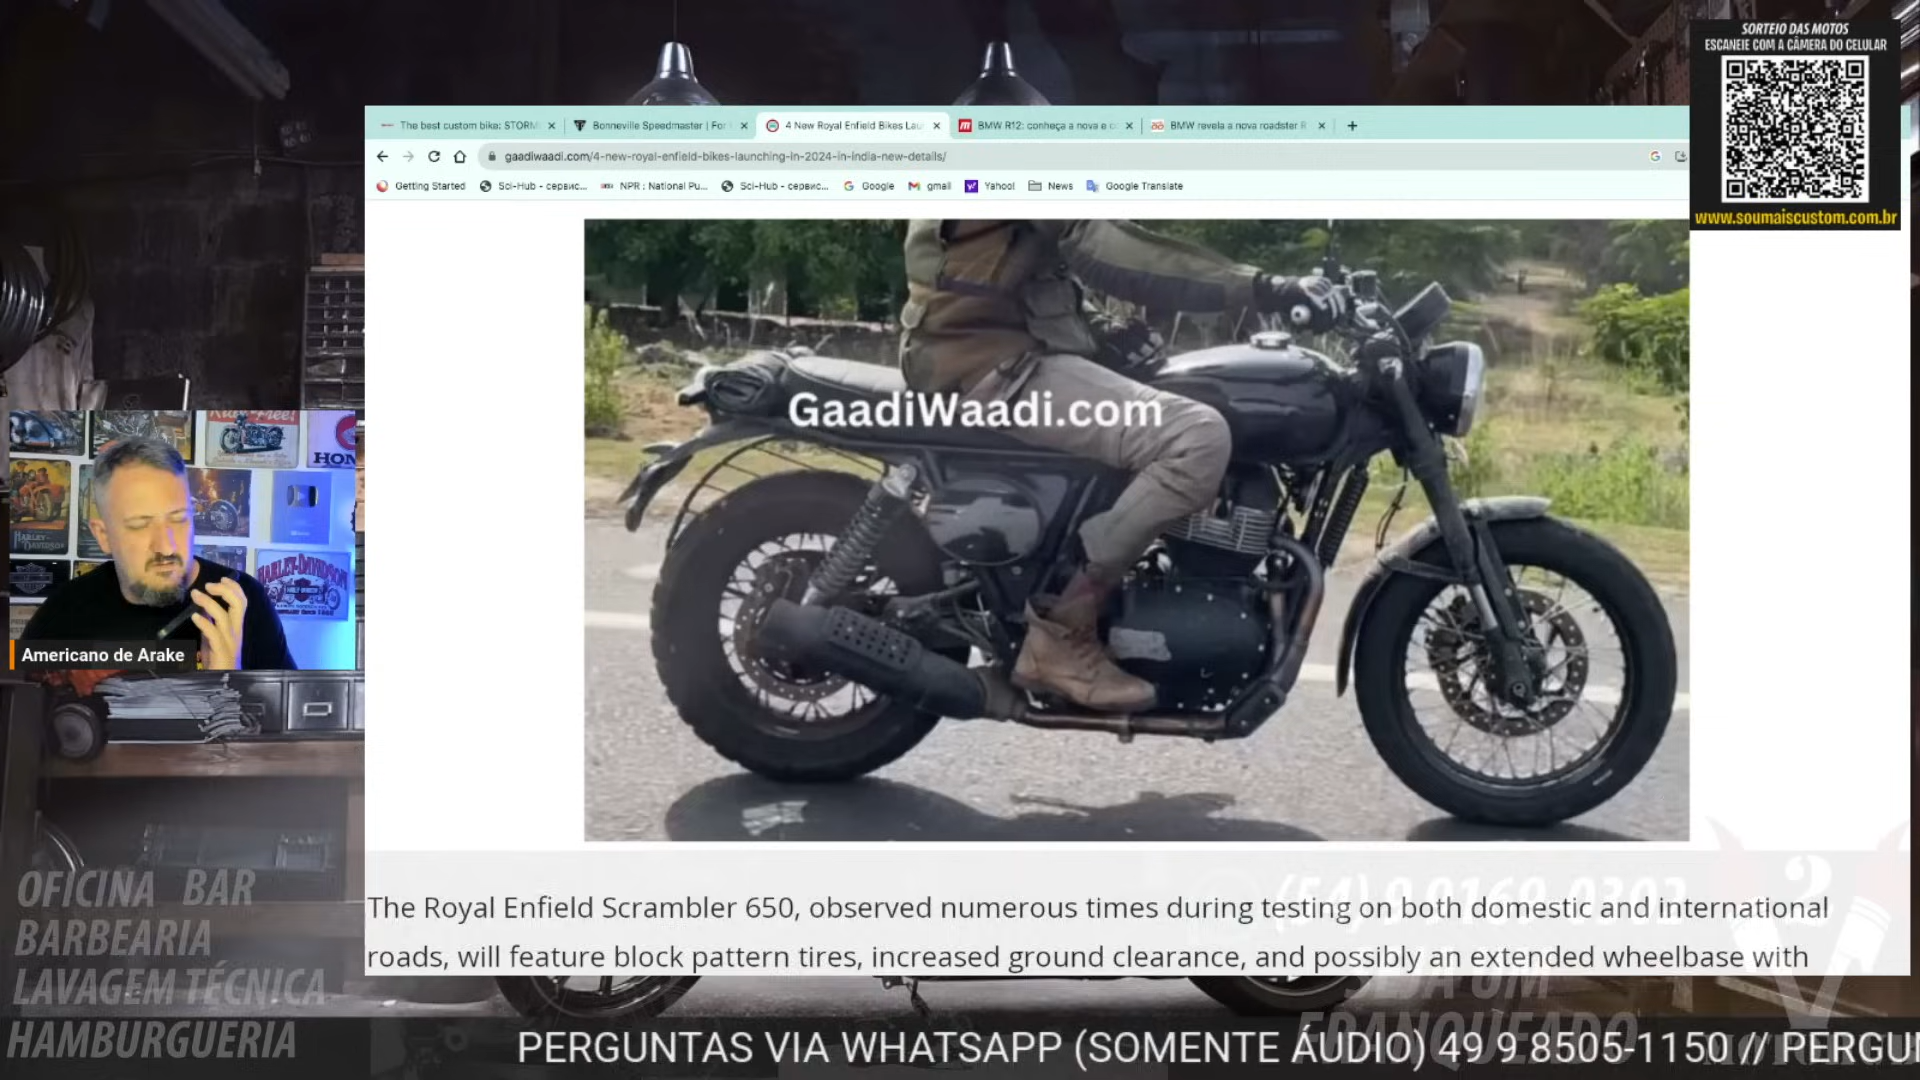 SORTEIO DAS MOTOS
ESCANEIE COM A CÂMERA DO CELULAR
www.soumaiscustom.com.br
The best custom bike: STORM
Bonneville Speedmaster | For
4 New Royal Enfield Bikes Lau
BMW R12: conheça a nova e c
BMW revela a nova roadster R
gaadiwaadi.com/4-new-royal-enfield-bikes-launching-in-2024-in-india-new-details/
Getting Started
Sci-Hub - сервис...
NPR : National Pu...
Sci-Hub - сервис...
Google
gmail
Yahoo!
News
Google Translate
GaadiWaadi.com
HON
HARLEY-DAVIDSON
Americano de Arake
The Royal Enfield Scrambler 650, observed numerous times during testing on both domestic and international
roads, will feature block pattern tires, increased ground clearance, and possibly an extended wheelbase with
OFICINA BAR
BARBEARIA
LAVAGEM TÉCNICA
HAMBURGUERIA
SEJA UM
FRANQUEADO
PERGUNTAS VIA WHATSAPP (SOMENTE ÁUDIO) 49 9 8505-1150 // PERGU